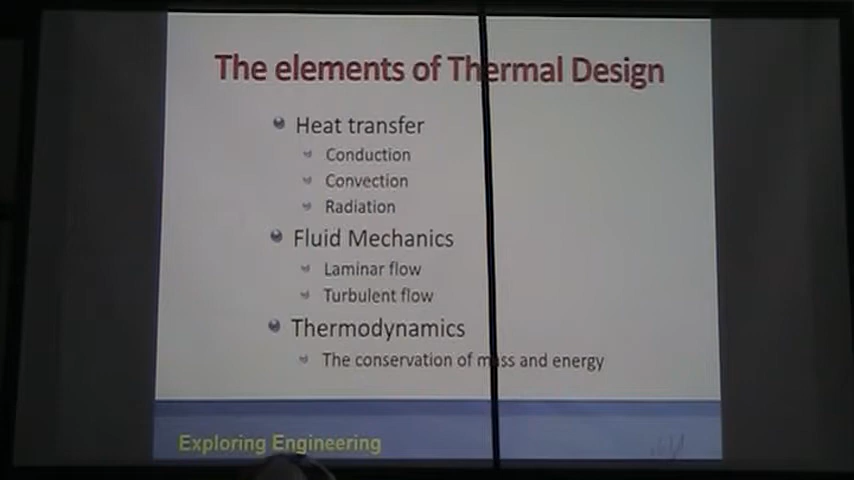 The elements of Thermal Design
Heat transfer
Conduction
Convection
Radiation
Fluid Mechanics
Laminar flow
Turbulent flow
Thermodynamics
The conservation of mass and energy
Exploring Engineering